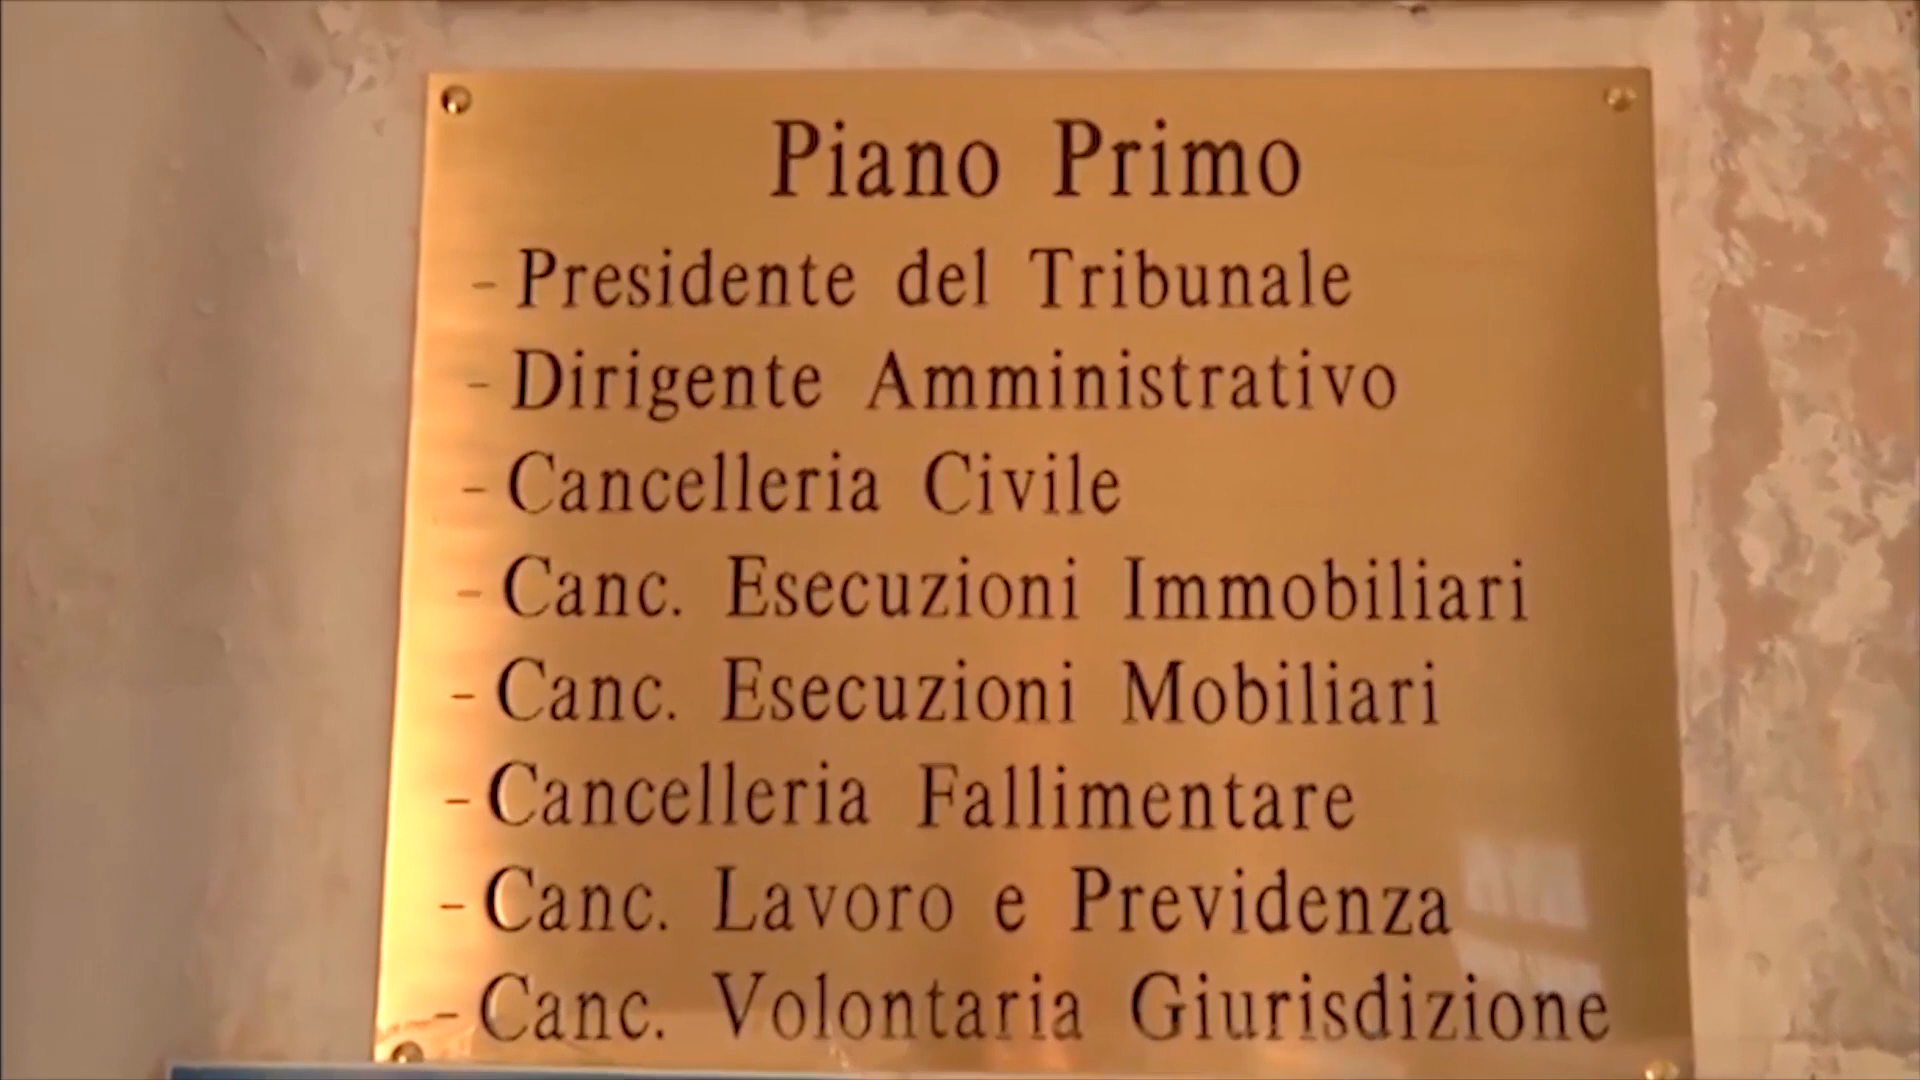 Piano Primo
- Presidente del Tribunale
- Dirigente Amministrativo
- Cancelleria Civile
- Canc. Esecuzioni Immobiliari
- Canc. Esecuzioni Mobiliari
- Cancelleria Fallimentare
- Canc. Lavoro e Previdenza
- Canc. Volontaria Giurisdizione